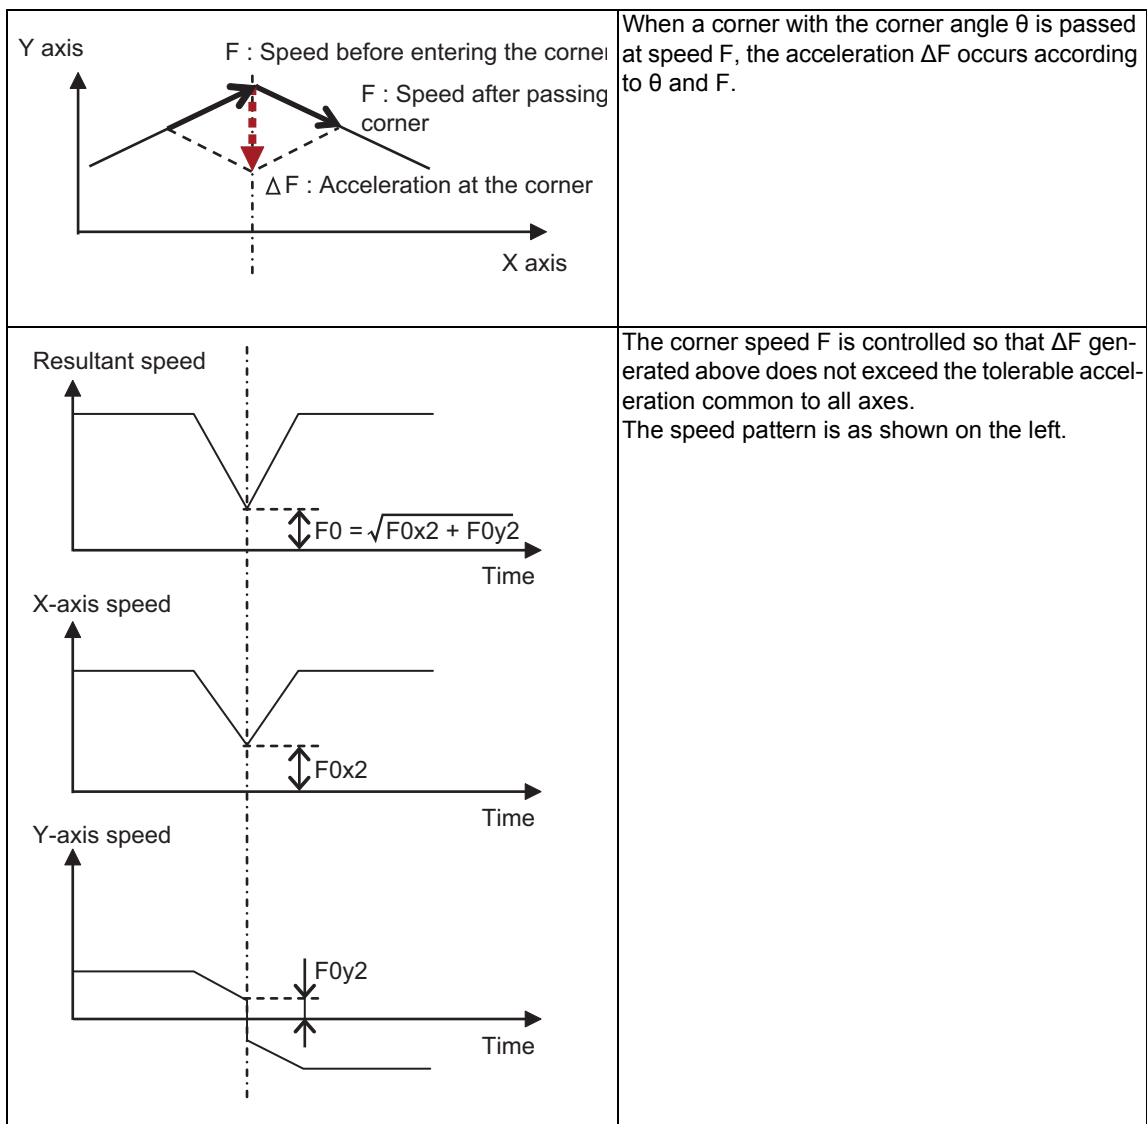 Y axis
F : Speed before entering the corner
F : Speed after passing
corner
Δ F : Acceleration at the corner
X axis
When a corner with the corner angle θ is passed
at speed F, the acceleration ΔF occurs according
to θ and F.
Resultant speed
F0 = √F0x2 + F0y2
Time
X-axis speed
F0x2
Time
Y-axis speed
F0y2
Time
The corner speed F is controlled so that ΔF gen-
erated above does not exceed the tolerable accel-
eration common to all axes.
The speed pattern is as shown on the left.